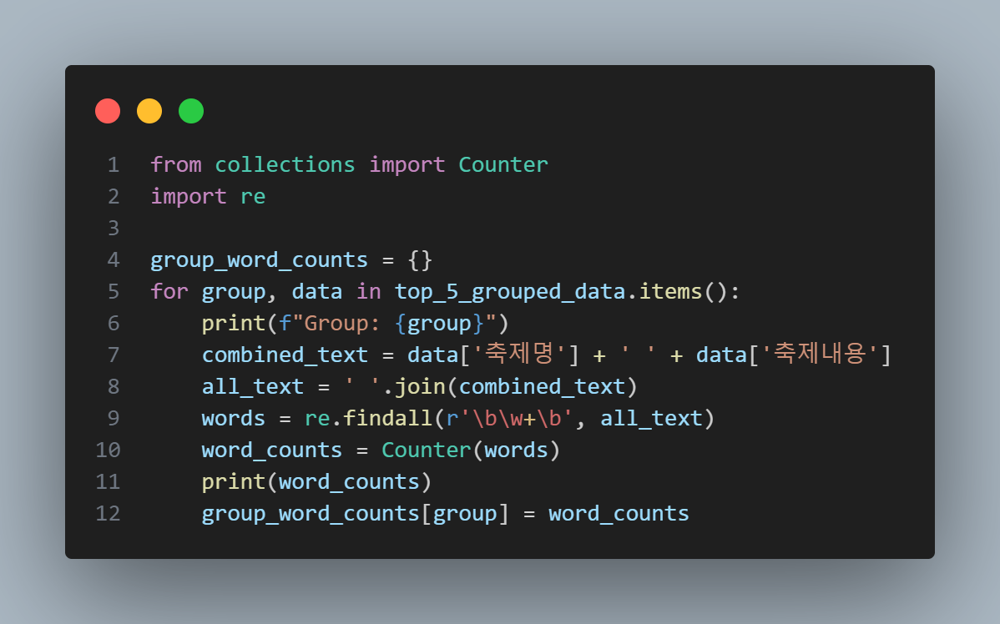 1 from collections import Counter
2 import re
3
4 group_word_counts = {}
5 for group, data in top_5_grouped_data.items():
6     print(f"Group: {group}")
7     combined_text = data['축제명'] + ' ' + data['축제내용']
8     all_text = ' '.join(combined_text)
9     words = re.findall(r'\b\w+\b', all_text)
10     word_counts = Counter(words)
11     print(word_counts)
12     group_word_counts[group] = word_counts